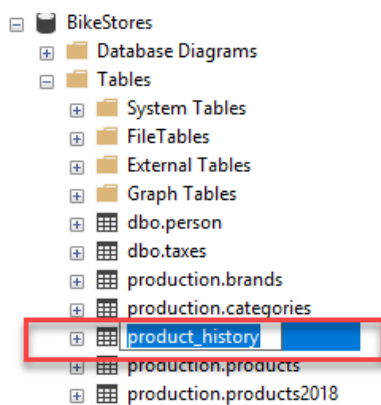 BikeStores
Database Diagrams
Tables
System Tables
FileTables
External Tables
Graph Tables
dbo.person
dbo.taxes
production.brands
production.categories
product_history
production.products
production.products2018